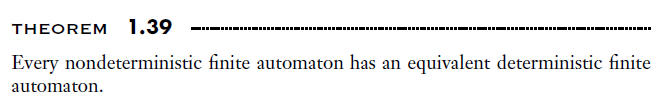 THEOREM 1.39
Every nondeterministic finite automaton has an equivalent deterministic finite
automaton.